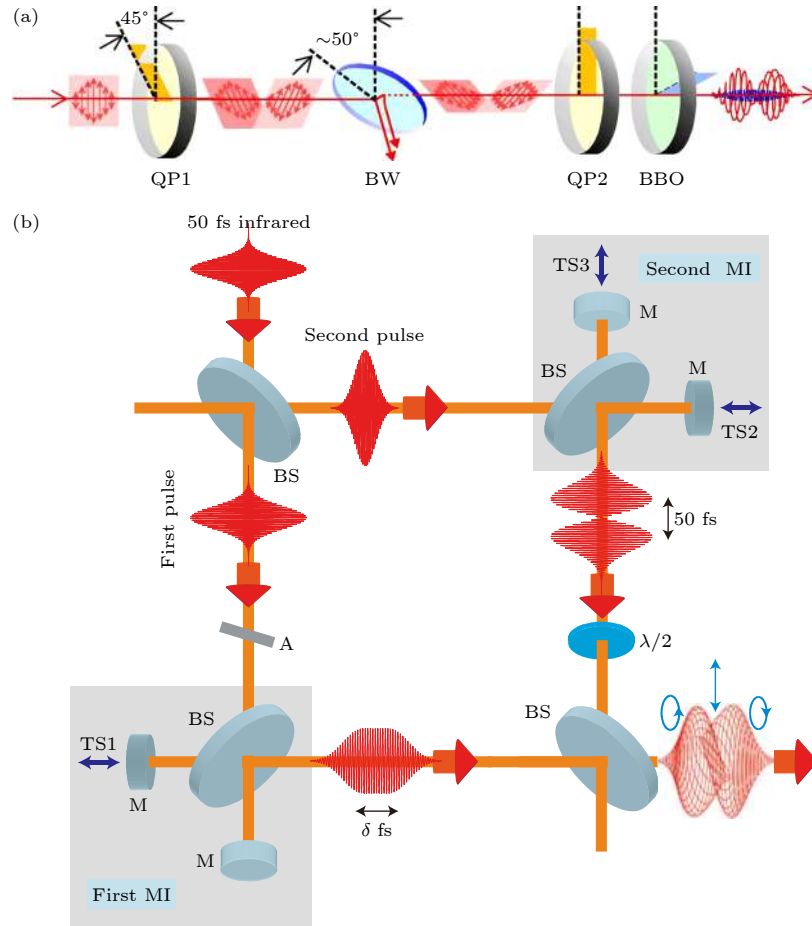 (a)
45°
~50°
QP1
BW
QP2
BBO
(b)
50 fs infrared
TS3
Second MI
M
Second pulse
BS
M
TS2
BS
First pulse
50 fs
A
λ/2
BS
BS
TS1
M
δ fs
M
First MI